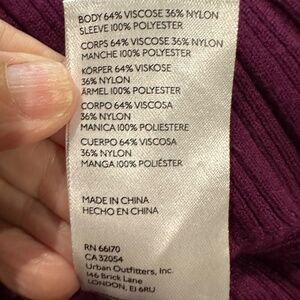 BODY 64% VISCOSE 36% NYLON
SLEEVE 100% POLYESTER
CORPS 64% VISCOSE 36% NYLON
MANCHE 100% POLYESTER
KÖRPER 64% VISKOSE
36% NYLON
ÄRMEL 100% POLYESTER
CORPO 64% VISCOSA
36% NYLON
MANICA 100% POLIESTERE
CUERPO 64% VISCOSA
36% NYLON
MANGA 100% POLIÉSTER
MADE IN CHINA
HECHO EN CHINA
RN 66170
CA 32054
Urban Outfitters, Inc.
146 Brick Lane
LONDON, E1 6RU